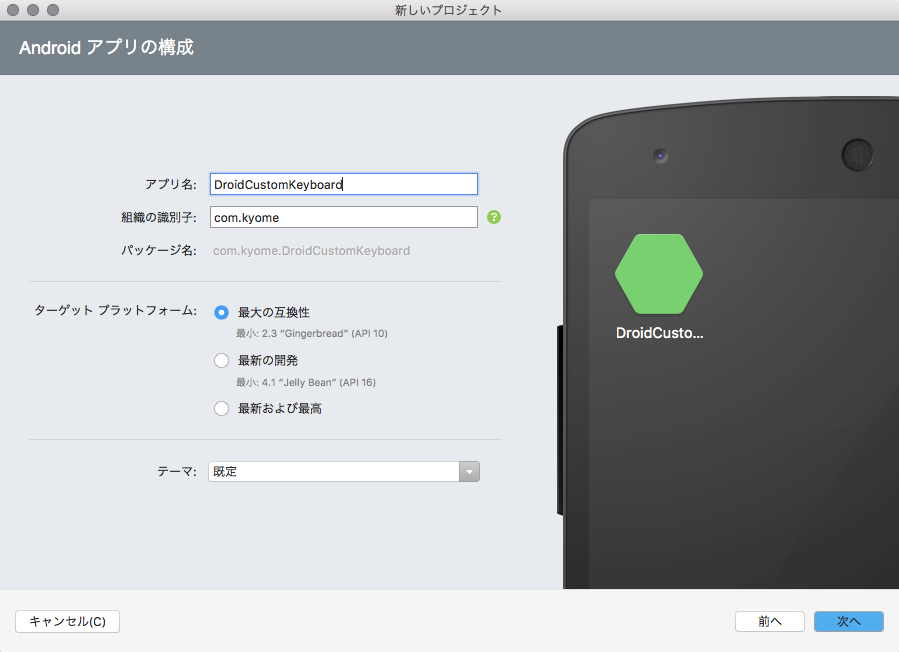 新しいプロジェクト
Android アプリの構成
アプリ名: DroidCustomKeyboard
組織の識別子: com.kyome ?
パッケージ名: com.kyome.DroidCustomKeyboard
ターゲット プラットフォーム: 最大の互換性
最小: 2.3 “Gingerbread” (API 10)
最新の開発
最小: 4.1 “Jelly Bean” (API 16)
最新および最高
テーマ: 既定
DroidCusto...
キャンセル(C)
前へ
次へ